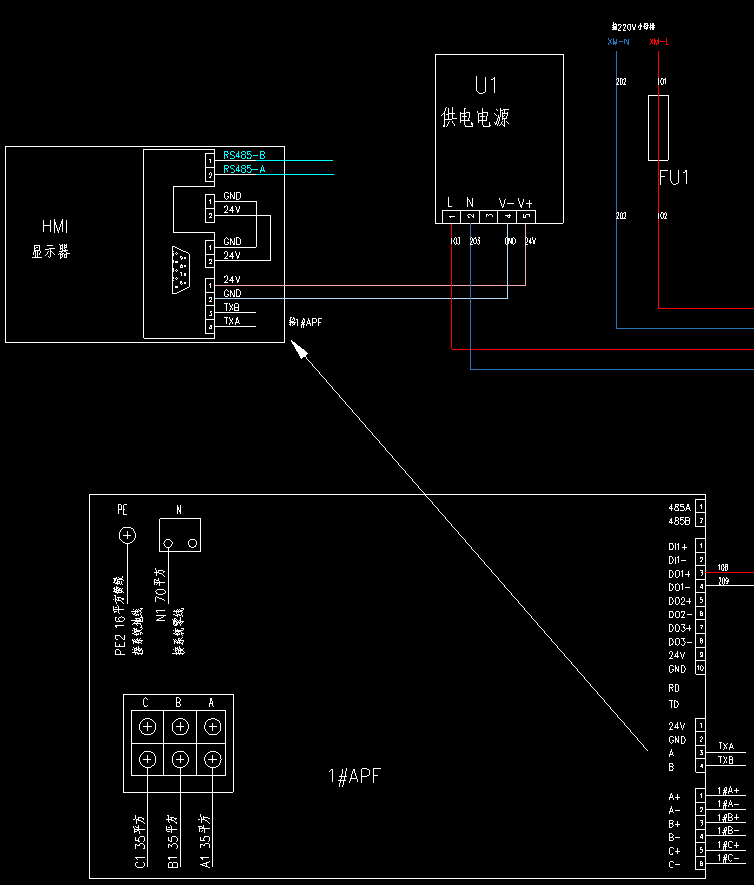 接220V小母排
XM-N
XM-L
202
101
U1
供电电源
FU1
L
N
V-
V+
1
2
3
4
5
103
203
GND
24V
202
102
HMI
显示器
1
RS485-B
2
RS485-A
1
GND
2
24V
1
GND
2
24V
1
24V
2
GND
3
TXB
4
TXA
接1#APF
PE
N
PE2 16平方黄绿
接系统地线
N1 70平方
接系统零线
C
B
A
C1 35平方
B1 35平方
A1 35平方
1#APF
485A 1
485B 2
DI1+ 1
DI1- 2
DO1+ 3
108
DO1- 4
209
DO2+ 5
DO2- 6
DO3+ 7
DO3- 8
24V 9
GND 10
RD
TD
24V 1
GND 2
A 3
TXA
B 4
TXB
A+ 1
1#A+
A- 2
1#A-
B+ 3
1#B+
B- 4
1#B-
C+ 5
1#C+
C- 6
1#C-